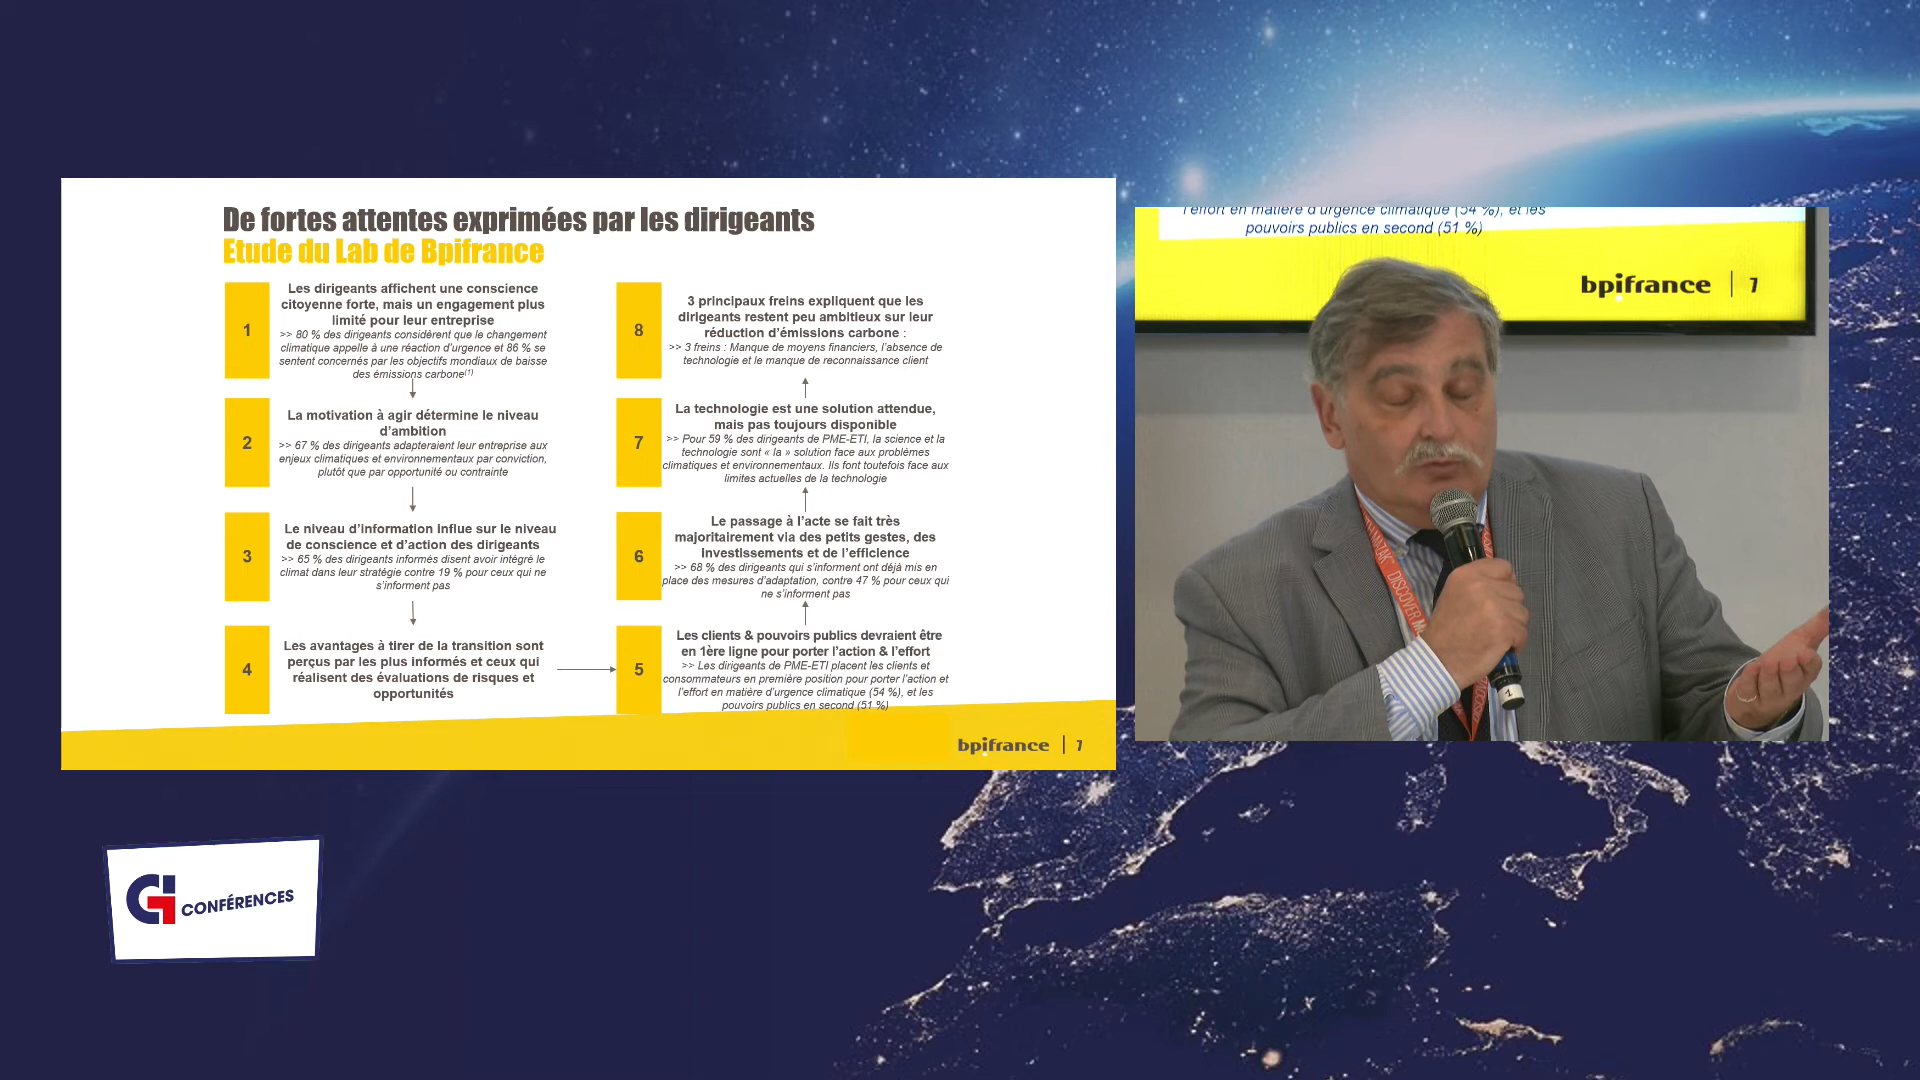 De fortes attentes exprimées par les dirigeants
Etude du Lab de Bpifrance
1
Les dirigeants affichent une conscience
citoyenne forte, mais un engagement plus
limité pour leur entreprise
>> 80 % des dirigeants considèrent que le changement
climatique appelle à une réaction d'urgence et 86 % se
sentent concernés par les objectifs mondiaux de baisse
des émissions carbone(1)
2
La motivation à agir détermine le niveau
d'ambition
>> 67 % des dirigeants adapteraient leur entreprise aux
enjeux climatiques et environnementaux par conviction,
plutôt que par opportunité ou contrainte
3
Le niveau d'information influe sur le niveau
de conscience et d'action des dirigeants
>> 65 % des dirigeants informés disent avoir intégré le
climat dans leur stratégie contre 19 % pour ceux qui ne
s'informent pas
4
Les avantages à tirer de la transition sont
perçus par les plus informés et ceux qui
réalisent des évaluations de risques et
opportunités
5
Les clients & pouvoirs publics devraient être
en 1ère ligne pour porter l'action & l'effort
>> Les dirigeants de PME-ETI placent les clients et
consommateurs en première position pour porter l'action et
l'effort en matière d'urgence climatique (54 %), et les
pouvoirs publics en second (51 %)
6
Le passage à l'acte se fait très
majoritairement via des petits gestes, des
investissements et de l'efficience
>> 68 % des dirigeants qui s'informent ont déjà mis en
place des mesures d'adaptation, contre 47 % pour ceux qui
ne s'informent pas
7
La technologie est une solution attendue,
mais pas toujours disponible
>> Pour 59 % des dirigeants de PME-ETI, la science et la
technologie sont « la » solution face aux problèmes
climatiques et environnementaux. Ils font toutefois face aux
limites actuelles de la technologie
8
3 principaux freins expliquent que les
dirigeants restent peu ambitieux sur leur
réduction d'émissions carbone :
>> 3 freins : Manque de moyens financiers, l'absence de
technologie et le manque de reconnaissance client
bpifrance | 7
l'effort en matière d'urgence climatique (54 %), et les
pouvoirs publics en second (51 %)
bpifrance | 7
DISCOVER
1
GI CONFÉRENCES